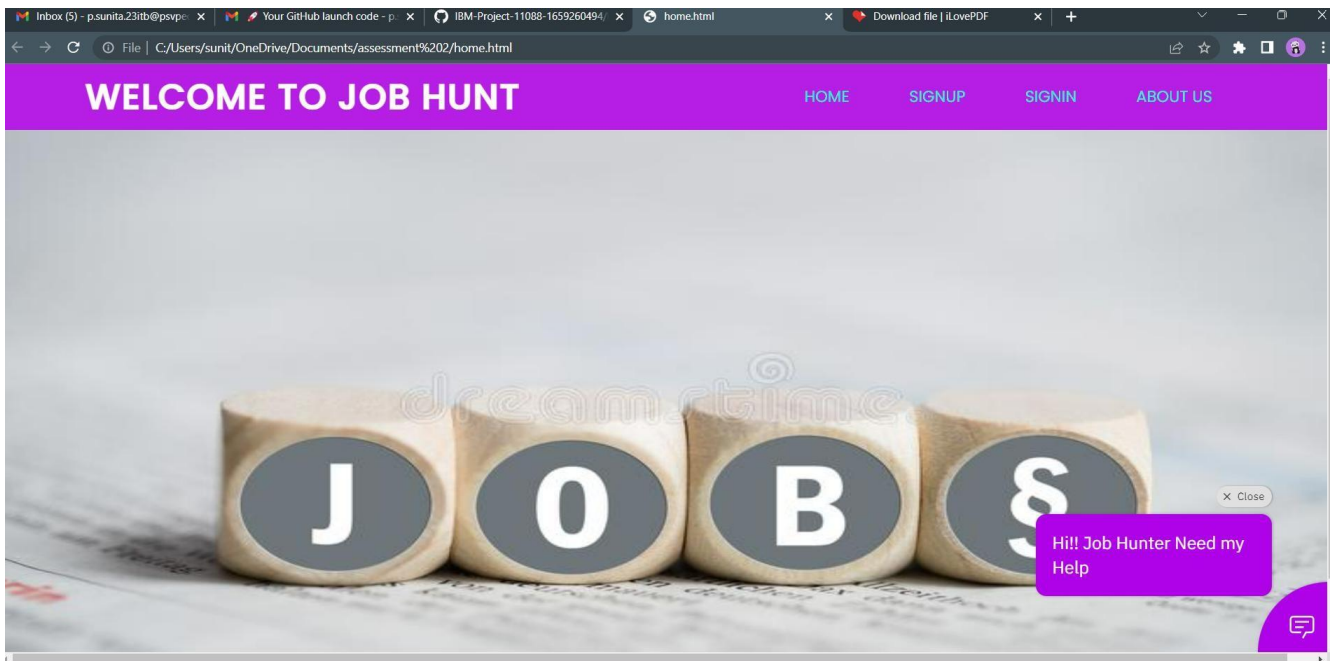 Inbox (5) - p.sunita.23itb@psvpe
Your GitHub launch code - p.
IBM-Project-11088-1659260494/
home.html
Download file | iLovePDF
File | C:/Users/sunit/OneDrive/Documents/assessment%202/home.html
WELCOME TO JOB HUNT HOME SIGNUP SIGNIN ABOUT US
dreamstime
J O B §
Close
Hi!! Job Hunter Need my
Help